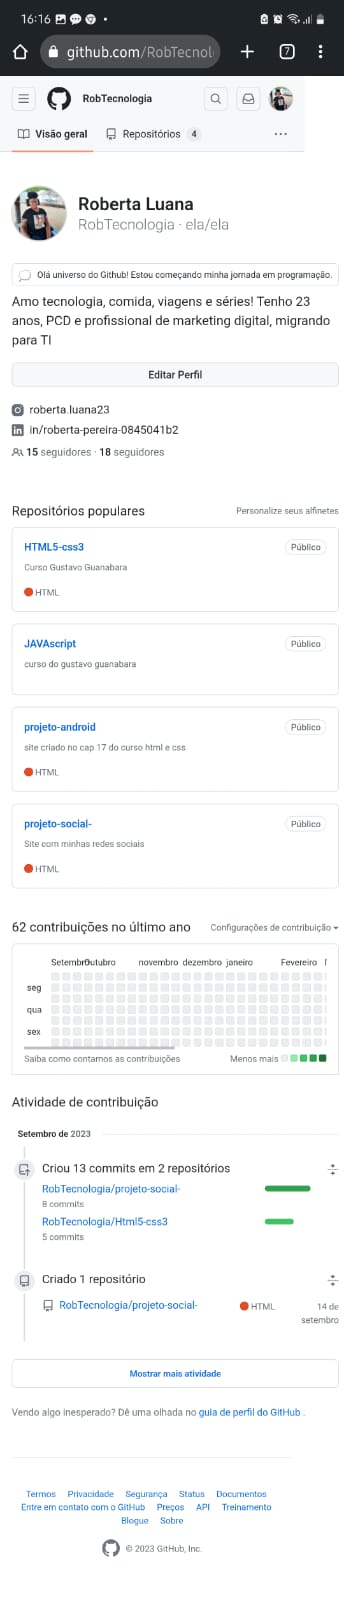 16:16
github.com/RobTecnol
7
RobTecnologia
Visão geral
Repositórios 4
Roberta Luana
RobTecnologia · ela/ela
Olá universo do Github! Estou começando minha jornada em programação.
Amo tecnologia, comida, viagens e séries! Tenho 23
anos, PCD e profissional de marketing digital, migrando
para TI
Editar Perfil
roberta.luana23
in/roberta-pereira-0845041b2
15 seguidores · 18 seguidores
Repositórios populares
Personalize seus alfinetes
HTML5-css3
Público
Curso Gustavo Guanabara
HTML
JAVAscript
Público
curso do gustavo guanabara
projeto-android
Público
site criado no cap 17 do curso html e css
HTML
projeto-social-
Público
Site com minhas redes sociais
HTML
62 contribuições no último ano
Configurações de contribuição
Setembro Outubro novembro dezembro janeiro Fevereiro
seg
qua
sex
Saiba como contamos as contribuições
Menos mais
Atividade de contribuição
Setembro de 2023
Criou 13 commits em 2 repositórios
RobTecnologia/projeto-social-
8 commits
RobTecnologia/Html5-css3
5 commits
Criado 1 repositório
RobTecnologia/projeto-social-
HTML
14 de
setembro
Mostrar mais atividade
Vendo algo inesperado? Dê uma olhada no guia de perfil do GitHub .
Termos Privacidade Segurança Status Documentos
Entre em contato com o GitHub Preços API Treinamento
Blogue Sobre
© 2023 GitHub, Inc.